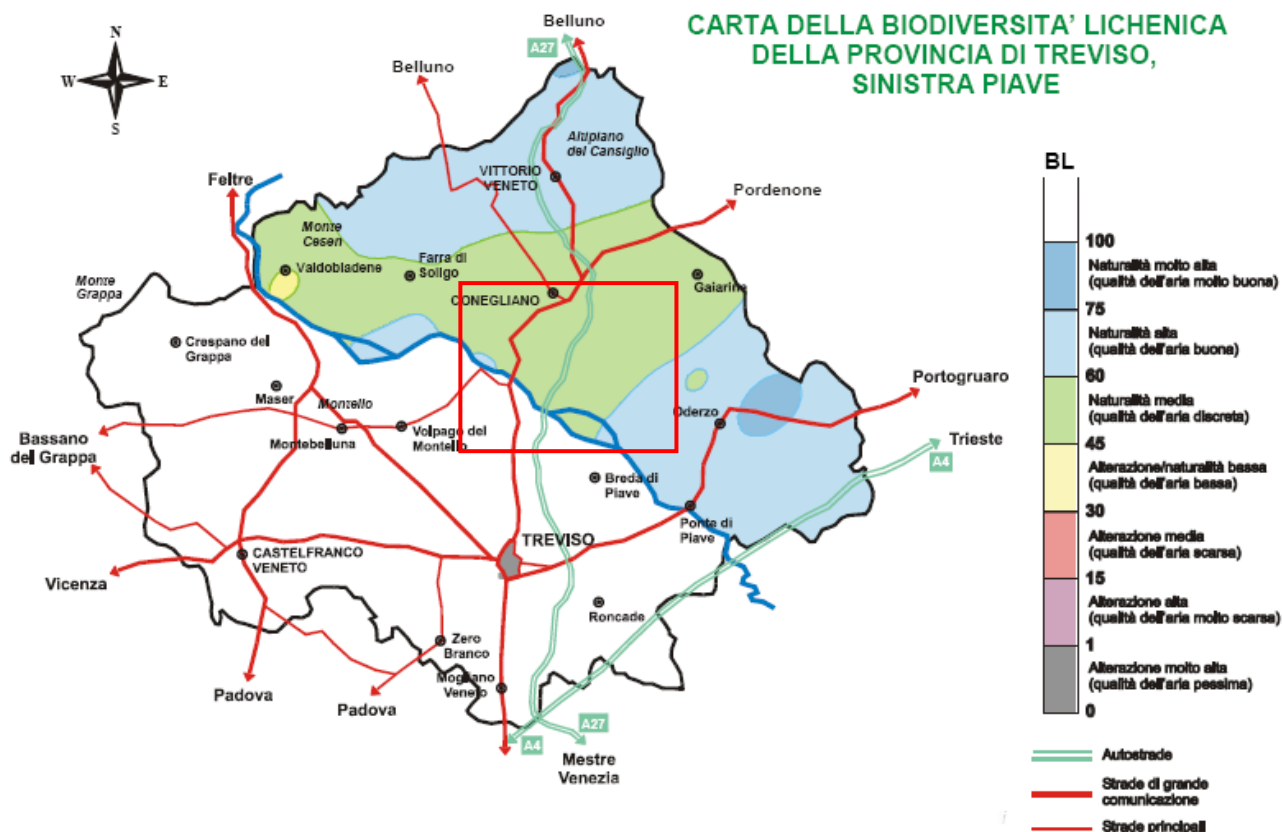 CARTA DELLA BIODIVERSITA' LICHENICA
DELLA PROVINCIA DI TREVISO,
SINISTRA PIAVE
N
W
E
S
Belluno
A27
Belluno
Altipiano
del Cansiglio
VITTORIO
VENETO
Pordenone
Feltre
Monte
Cesen
Valdobladene
Farra di
Soligo
CONEGLIANO
Gaiarine
Monte
Grappa
Crespano del
Grappa
Maser
Montello
Montebelluna
Volpago del
Montello
Oderzo
Portogruaro
Bassano
del Grappa
Trieste
A4
Breda di
Piave
Ponta di
Piave
TREVISO
CASTELFRANCO
VENETO
Vicenza
Roncade
Zero
Branco
Mogliano
Veneto
Padova
Padova
A4
A27
Mestre
Venezia
BL
100
Naturalità molto alta
(qualità dell'aria molto buona)
75
Naturalità alta
(qualità dell'aria buona)
60
Naturalità media
(qualità dell'aria discreta)
45
Alterazione/naturalità bassa
(qualità dell'aria bassa)
30
Alterazione media
(qualità dell'aria scarsa)
15
Alterazione alta
(qualità dell'aria molto scarsa)
1
Alterazione molto alta
(qualità dell'aria pessima)
0
Autostrade
Strade di grande
comunicazione
Strade principali